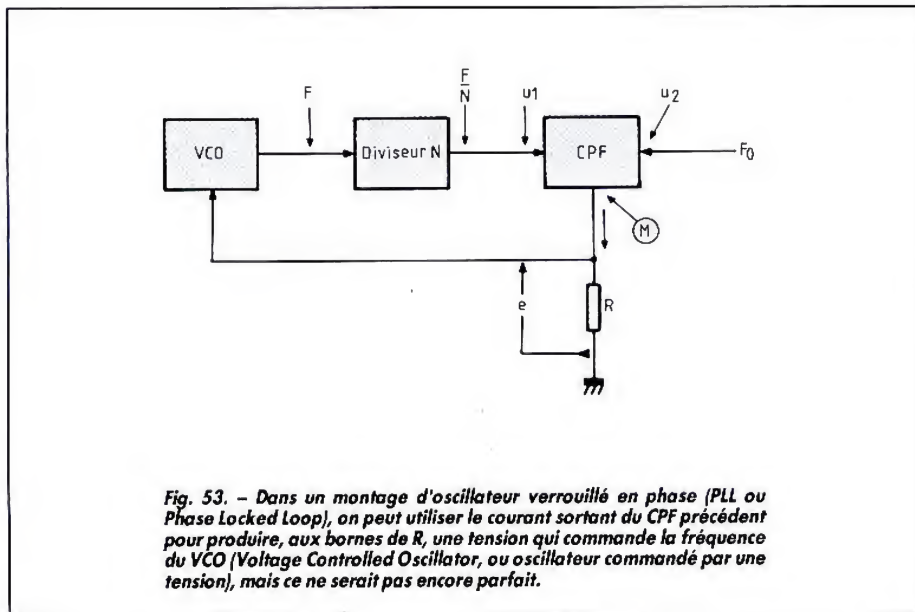 F
F
N
u1
u2
VCO
Diviseur N
CPF
F0
M
e
R
Fig. 53. – Dans un montage d'oscillateur verrouillé en phase (PLL ou
Phase Locked Loop), on peut utiliser le courant sortant du CPF précédent
pour produire, aux bornes de R, une tension qui commande la fréquence
du VCO (Voltage Controlled Oscillator, ou oscillateur commandé par une
tension), mais ce ne serait pas encore parfait.